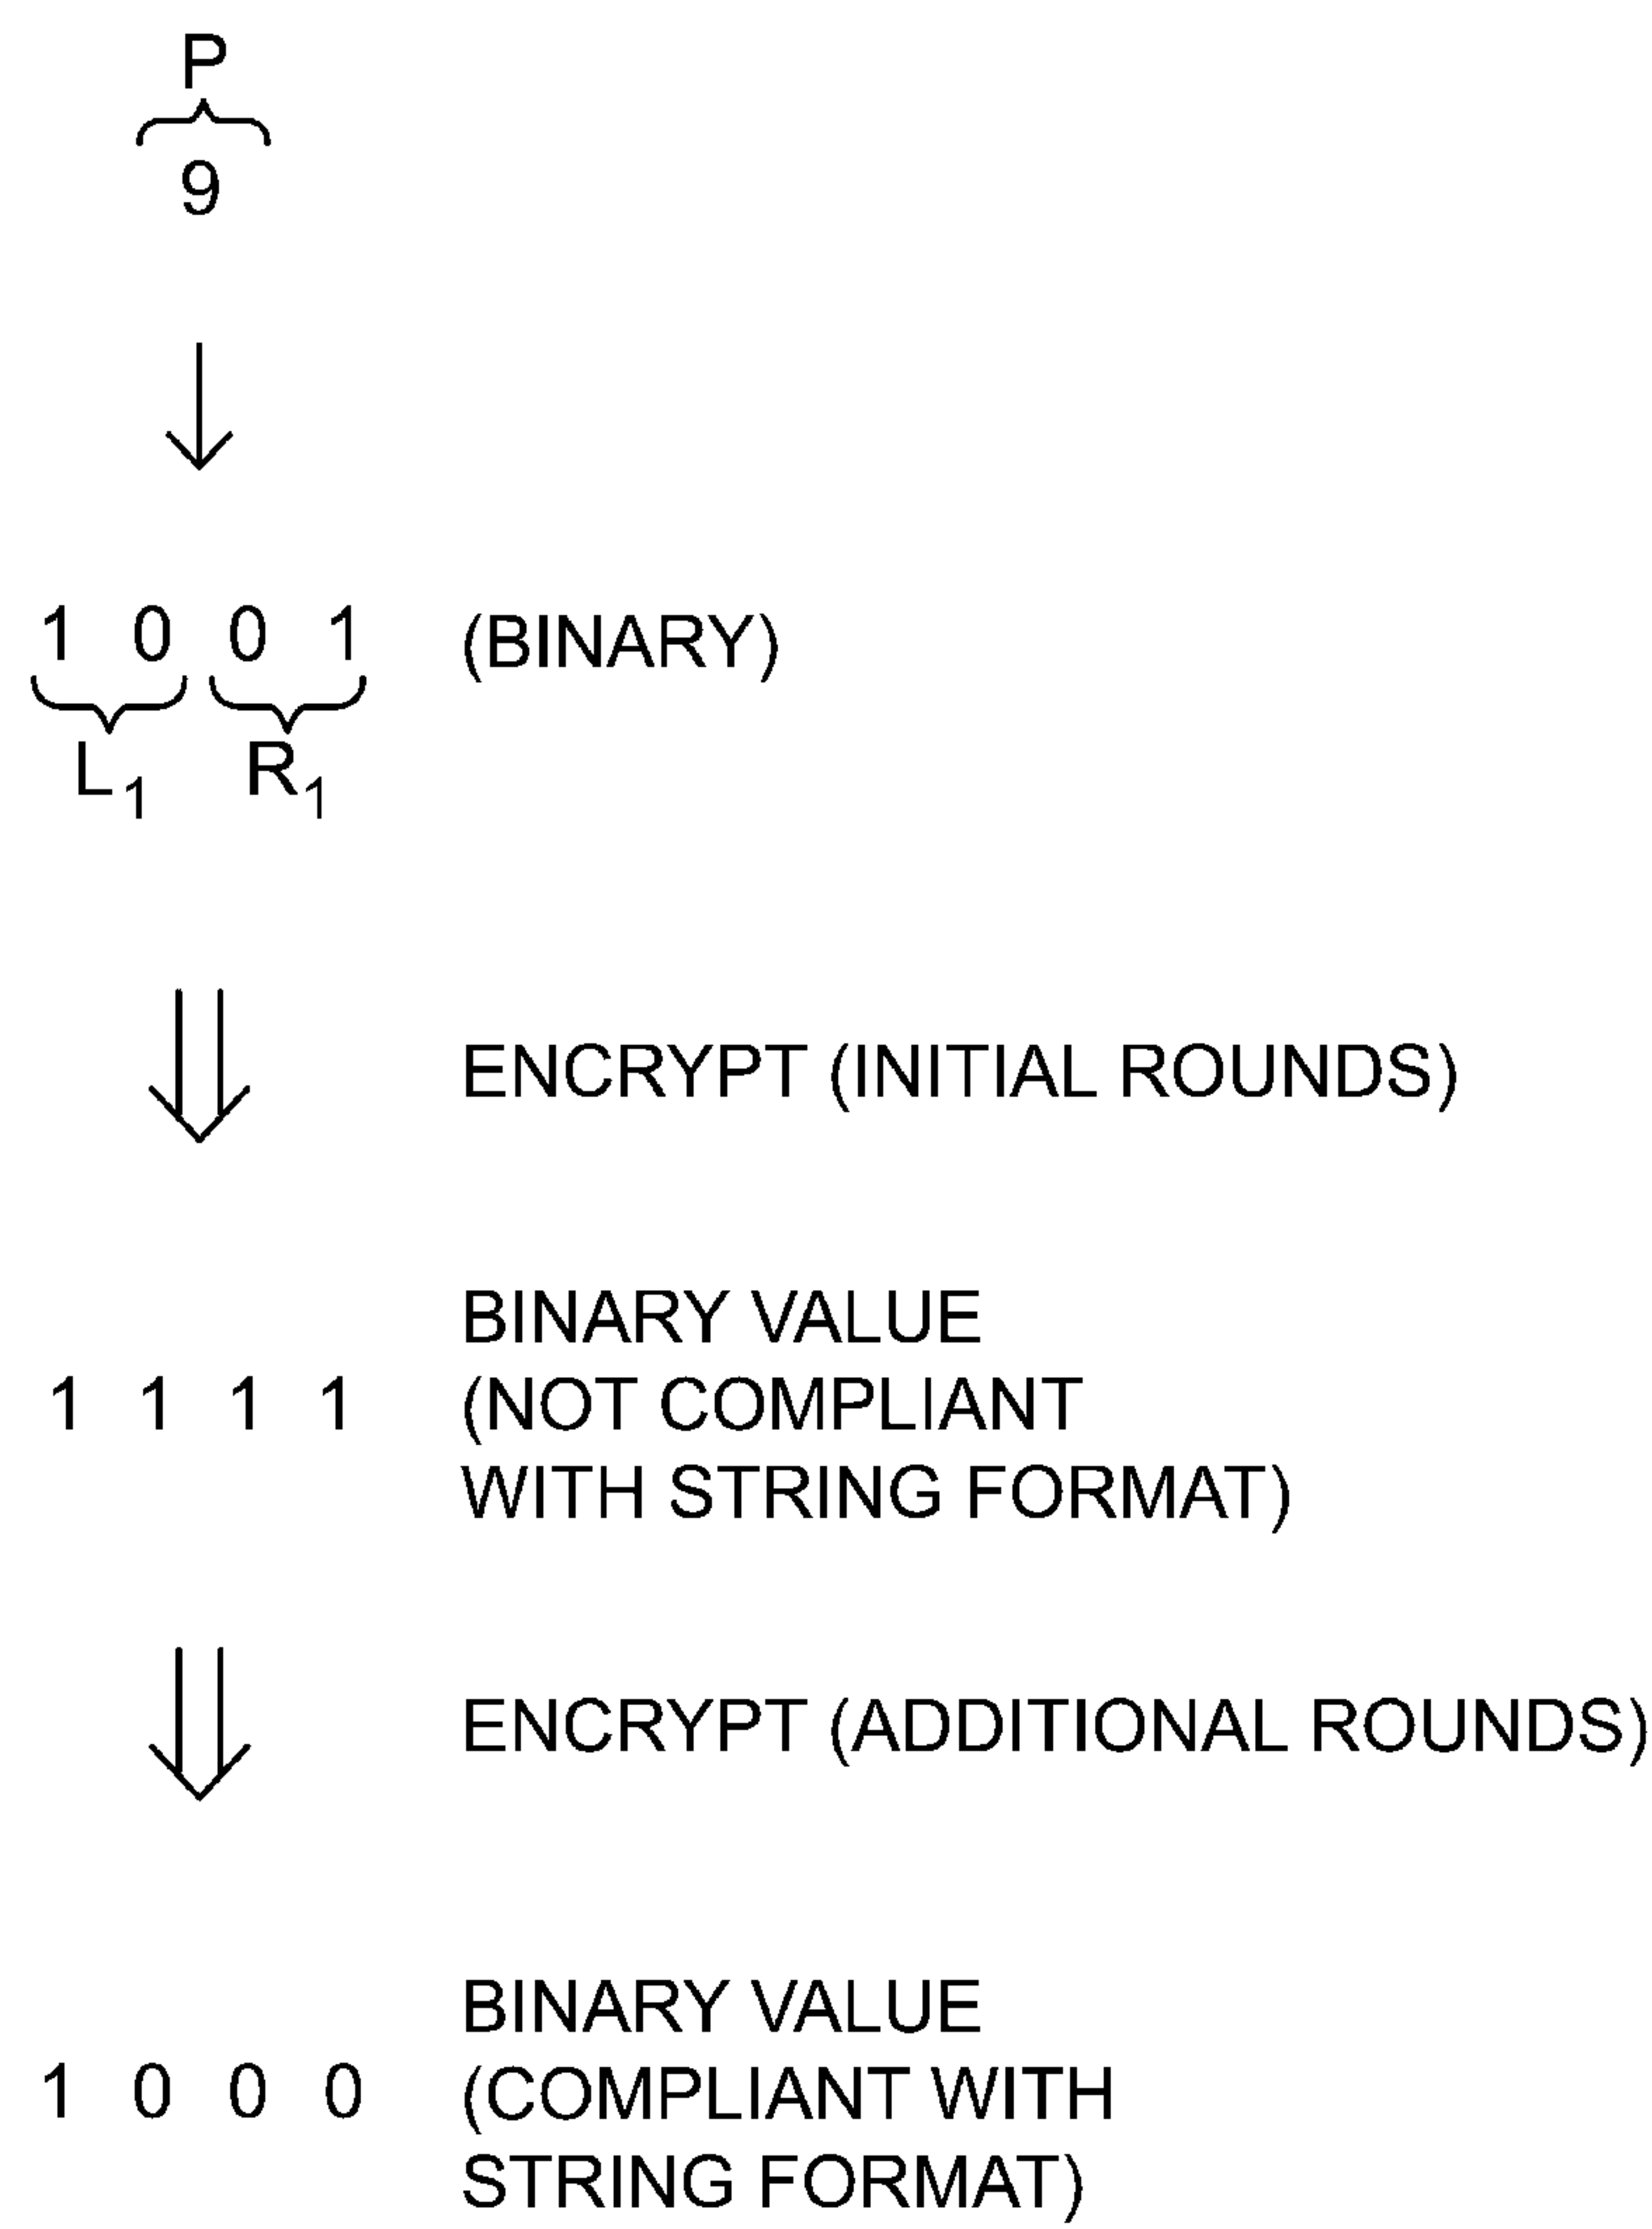 P
9
1 0 0 1 (BINARY)
L1 R1
ENCRYPT (INITIAL ROUNDS)
BINARY VALUE
1 1 1 1 (NOT COMPLIANT
WITH STRING FORMAT)
ENCRYPT (ADDITIONAL ROUNDS)
BINARY VALUE
1 0 0 0 (COMPLIANT WITH
STRING FORMAT)